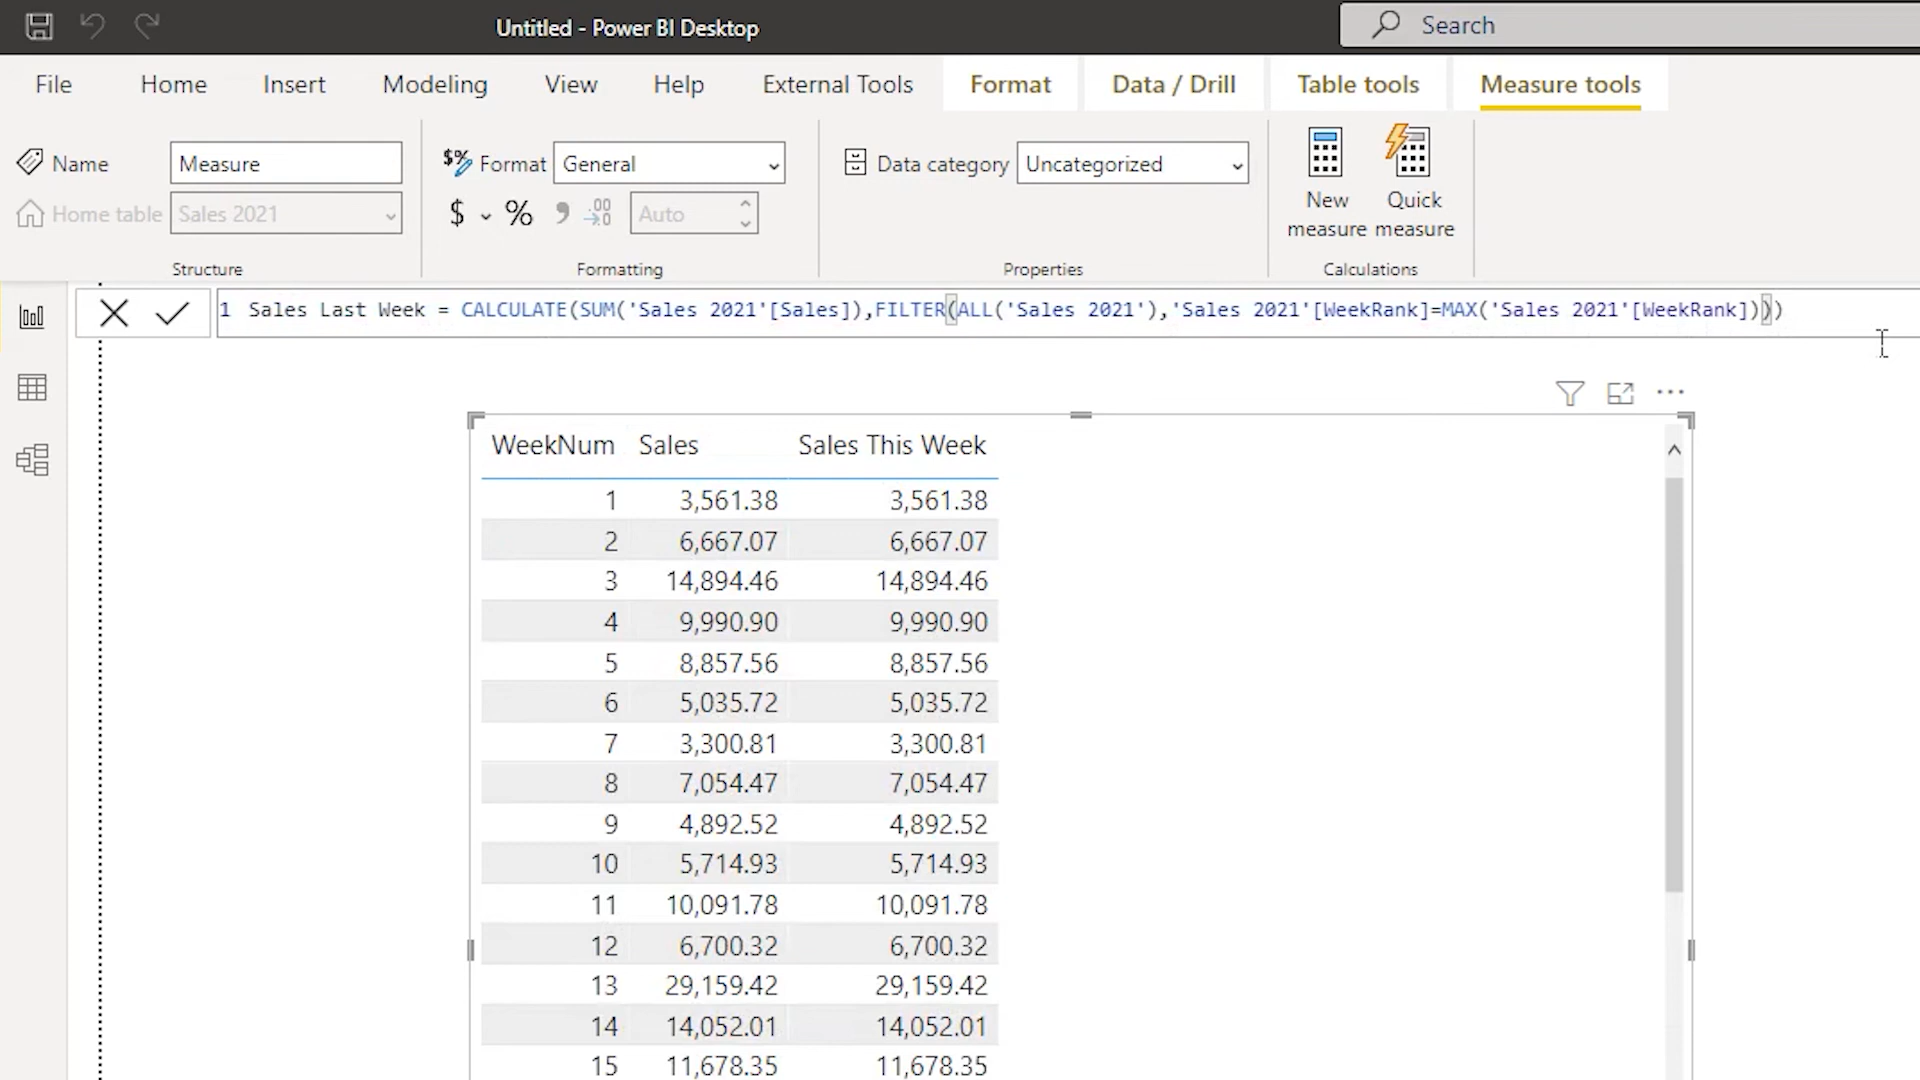 Untitled - Power BI Desktop
Search
File Home Insert Modeling View Help External Tools Format Data / Drill Table tools Measure tools
Name Measure $% Format General Data category Uncategorized New measure Quick measure
Home table Sales 2021 $ % 9 .00 →.0 Auto
Structure Formatting Properties Calculations
1 Sales Last Week = CALCULATE(SUM('Sales 2021'[Sales]),FILTER(ALL('Sales 2021'),'Sales 2021'[WeekRank]=MAX('Sales 2021'[WeekRank])))
WeekNum Sales Sales This Week
1 3,561.38 3,561.38
2 6,667.07 6,667.07
3 14,894.46 14,894.46
4 9,990.90 9,990.90
5 8,857.56 8,857.56
6 5,035.72 5,035.72
7 3,300.81 3,300.81
8 7,054.47 7,054.47
9 4,892.52 4,892.52
10 5,714.93 5,714.93
11 10,091.78 10,091.78
12 6,700.32 6,700.32
13 29,159.42 29,159.42
14 14,052.01 14,052.01
15 11,678.35 11,678.35